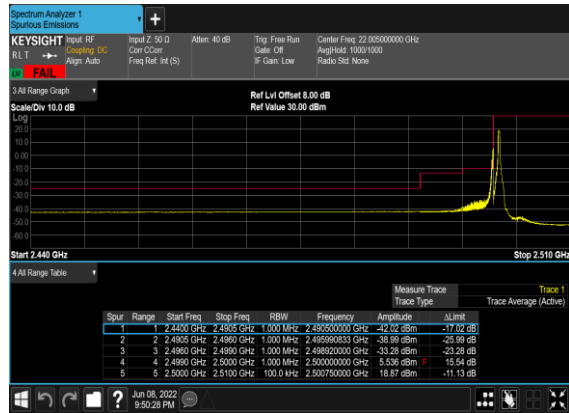 Spectrum Analyzer 1
Spurious Emissions
KEYSIGHT Input: RF Input Z: 50 Ω Atten: 40 dB Trig: Free Run Center Freq: 22.005000000 GHz
RLT Coupling: DC Corr CCorr Gate: Off Avg|Hold: 1000/1000
Align: Auto Freq Ref: Int (S) IF Gain: Low Radio Std: None
FAIL
3 All Range Graph
Ref Lvl Offset 8.00 dB
Scale/Div 10.0 dB Ref Value 30.00 dBm
Log
20.0
10.0
0.00
-10.0
-20.0
-30.0
-40.0
-50.0
-60.0
Start 2.440 GHz Stop 2.510 GHz
4 All Range Table
Measure Trace Trace 1
Trace Type Trace Average (Active)
Spur Range Start Freq Stop Freq RBW Frequency Amplitude ΔLimit
1 1 2.4400 GHz 2.4905 GHz 1.000 MHz 2.490500000 GHz -42.02 dBm -17.02 dB
2 2 2.4905 GHz 2.4960 GHz 1.000 MHz 2.495990833 GHz -38.99 dBm -25.99 dB
3 3 2.4960 GHz 2.4990 GHz 1.000 MHz 2.498920000 GHz -33.28 dBm -23.28 dB
4 4 2.4990 GHz 2.5000 GHz 1.000 MHz 2.500000000 GHz 5.536 dBm F 15.54 dB
5 5 2.5000 GHz 2.5100 GHz 100.0 kHz 2.500750000 GHz 18.87 dBm -11.13 dB
Jun 08, 2022
9:50:28 PM